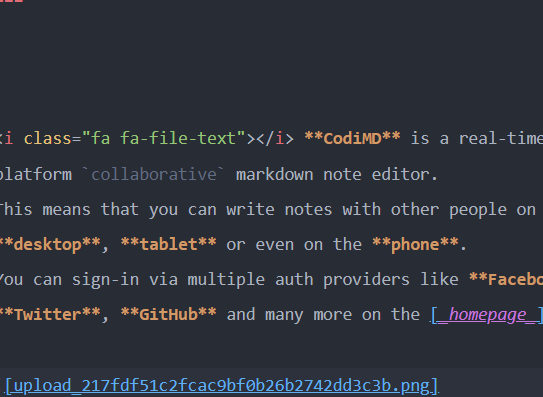 <i class="fa fa-file-text"></i> **CodiMD** is a real-time
platform `collaborative` markdown note editor.
This means that you can write notes with other people on
**desktop**, **tablet** or even on the **phone**.
You can sign-in via multiple auth providers like **Facebo
**Twitter**, **GitHub** and many more on the [_homepage_]
[upload_217fdf51c2fcac9bf0b26b2742dd3c3b.png]